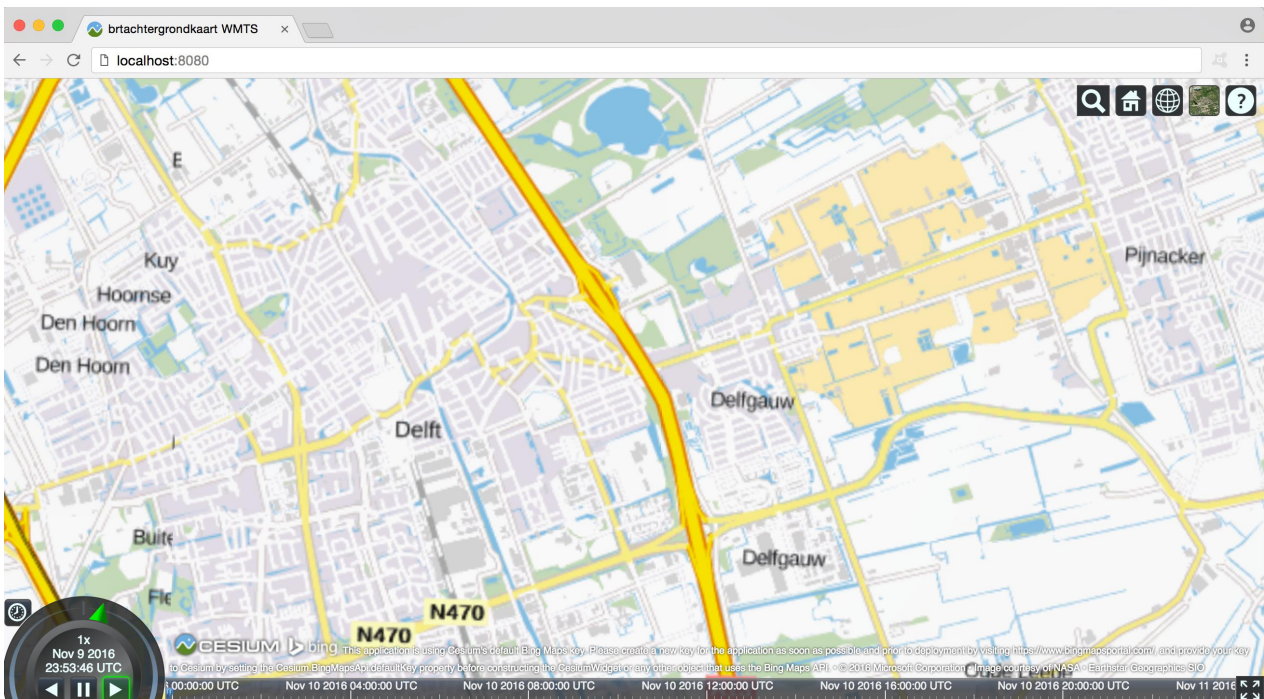 brtachtergrondkaart WMTS
localhost:8080
E
Kuy
Pijnacker
Hoornse
Den Hoorn
Den Hoorn
Delfgauw
Delft
Buite
Delfgauw
Fle
N470
N470
1x
Nov 9 2016
23:53:46 UTC
CESIUM bing This application is using Cesium's default Bing Maps key. Please create a new key for the application as soon as possible and prior to deployment by visiting https://www.bingmapsportal.com/, and provide your key
to Cesium by setting the Cesium.BingMapsApi.defaultKey property before constructing the CesiumWidget or any other object that uses the Bing Maps API. • © 2016 Microsoft Corporation • Image courtesy of NASA • Earthstar Geographics SIO
Oude Leede
00:00:00 UTC Nov 10 2016 04:00:00 UTC Nov 10 2016 08:00:00 UTC Nov 10 2016 12:00:00 UTC Nov 10 2016 16:00:00 UTC Nov 10 2016 20:00:00 UTC Nov 11 2016